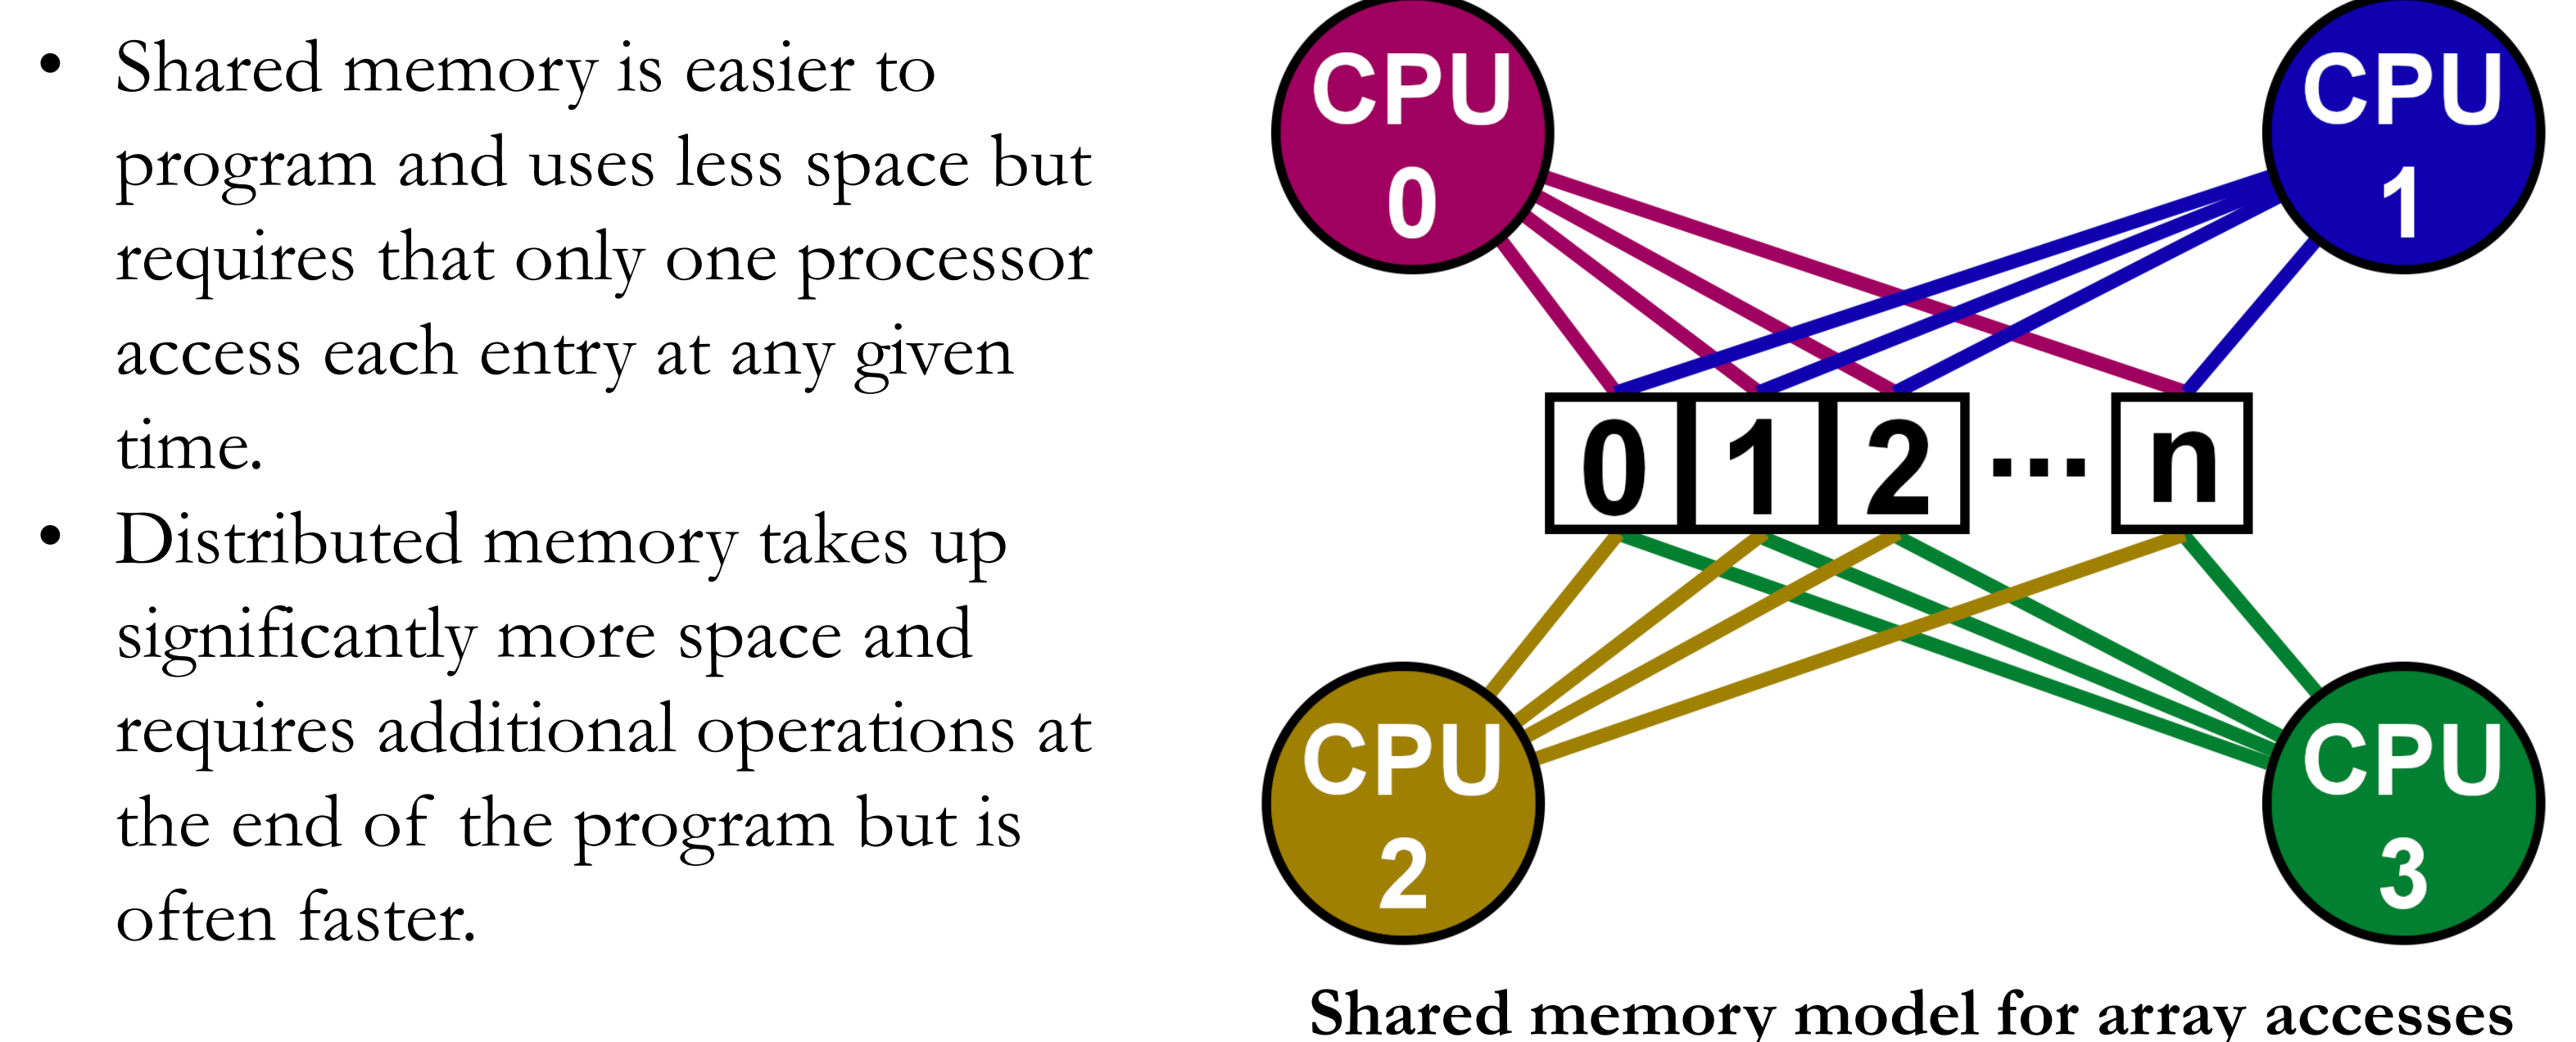 • Shared memory is easier to
program and uses less space but
requires that only one processor
access each entry at any given
time.
• Distributed memory takes up
significantly more space and
requires additional operations at
the end of the program but is
often faster.
CPU
0
CPU
1
0 1 2 ... n
CPU
2
CPU
3
Shared memory model for array accesses